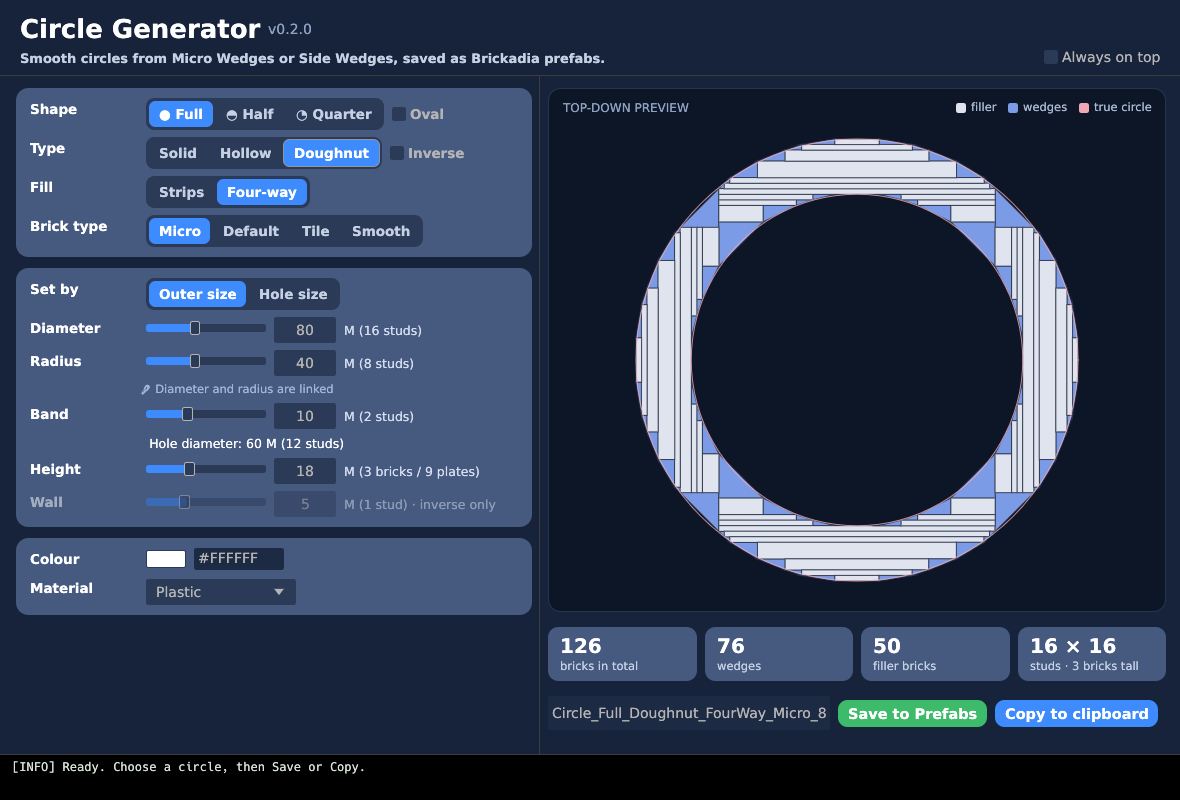 Circle Generator v0.2.0
Smooth circles from Micro Wedges or Side Wedges, saved as Brickadia prefabs.
Always on top
Shape
Full
Half
Quarter
Oval
Type
Solid
Hollow
Doughnut
Inverse
Fill
Strips
Four-way
Brick type
Micro
Default
Tile
Smooth
Set by
Outer size
Hole size
Diameter
80
M (16 studs)
Radius
40
M (8 studs)
Diameter and radius are linked
Band
10
M (2 studs)
Hole diameter: 60 M (12 studs)
Height
18
M (3 bricks / 9 plates)
Wall
5
M (1 stud) · inverse only
Colour
#FFFFFF
Material
Plastic
TOP-DOWN PREVIEW
filler
wedges
true circle
126
bricks in total
76
wedges
50
filler bricks
16 × 16
studs · 3 bricks tall
Circle_Full_Doughnut_FourWay_Micro_8
Save to Prefabs
Copy to clipboard
[INFO] Ready. Choose a circle, then Save or Copy.